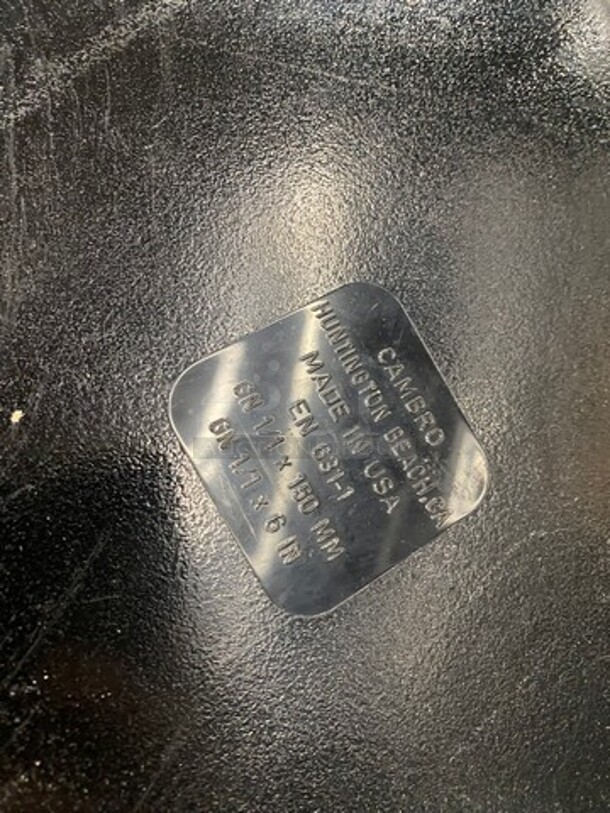 CAMBRO
HUNTINGTON BEACH, CA
MADE IN USA
EN 631-1
GN 1/1 x 150 MM
GN 1/1 x 6 IN